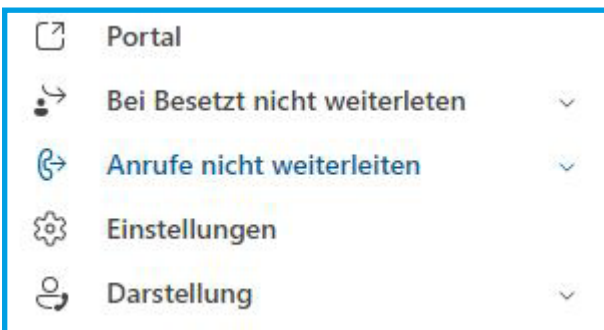 Portal
Bei Besetzt nicht weiterleten
Anrufe nicht weiterleiten
Einstellungen
Darstellung